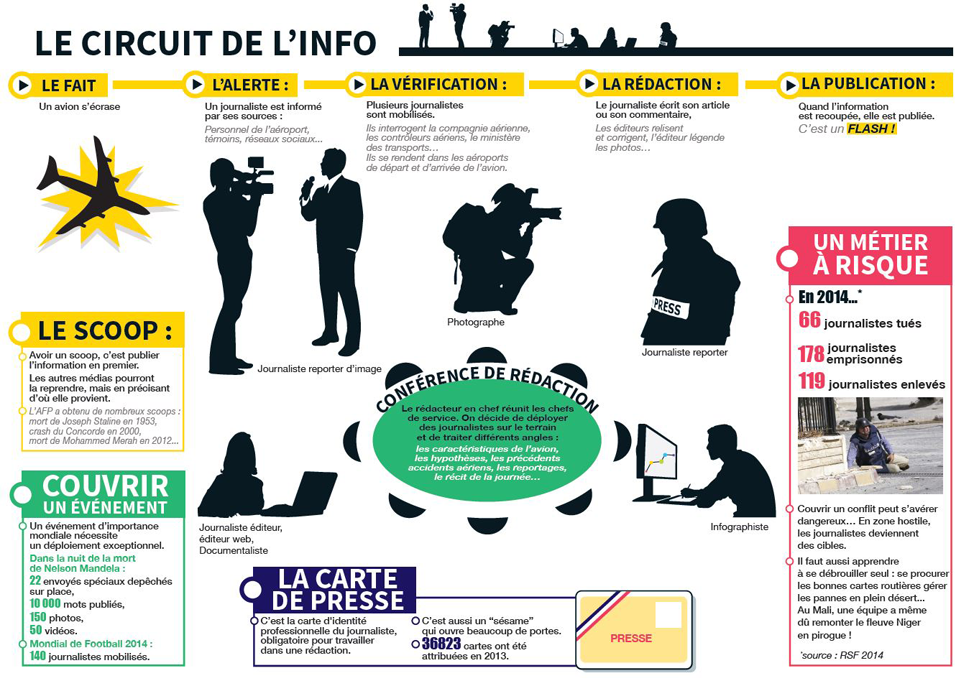 LE CIRCUIT DE L'INFO
LE FAIT
Un avion s'écrase
L'ALERTE :
Un journaliste est informé
par ses sources :
Personnel de l'aéroport,
témoins, réseaux sociaux...
LA VÉRIFICATION :
Plusieurs journalistes
sont mobilisés.
Ils interrogent la compagnie aérienne,
les contrôleurs aériens, le ministère
des transports…
Ils se rendent dans les aéroports
de départ et d'arrivée de l'avion.
LA RÉDACTION :
Le journaliste écrit son article
ou son commentaire,
Les éditeurs relisent
et corrigent, l'éditeur légende
les photos…
LA PUBLICATION :
Quand l'information
est recoupée, elle est publiée.
C'est un FLASH !
PRESS
Journaliste reporter d'image
Photographe
Journaliste reporter
LE SCOOP :
Avoir un scoop, c'est publier
l'information en premier.
Les autres médias pourront
la reprendre, mais en précisant
d'où elle provient.
L'AFP a obtenu de nombreux scoops :
mort de Joseph Staline en 1953,
crash du Concorde en 2000,
mort de Mohammed Merah en 2012...
CONFÉRENCE DE RÉDACTION
Le rédacteur en chef réunit les chefs
de service. On décide de déployer
des journalistes sur le terrain
et de traiter différents angles :
les caractéristiques de l'avion,
les hypothèses, les précédents
accidents aériens, les reportages,
le récit de la journée…
Journaliste éditeur,
éditeur web,
Documentaliste
Infographiste
COUVRIR
UN ÉVÉNEMENT
Un événement d'importance
mondiale nécessite
un déploiement exceptionnel.
Dans la nuit de la mort
de Nelson Mandela :
22 envoyés spéciaux depêchés
sur place,
10 000 mots publiés,
150 photos,
50 vidéos.
Mondial de Football 2014 :
140 journalistes mobilisés.
LA CARTE
DE PRESSE
C'est la carte d'identité
professionelle du journaliste,
obligatoire pour travailler
dans une rédaction.
C'est aussi un “sésame”
qui ouvre beaucoup de portes.
36823 cartes ont été
attribuées en 2013.
PRESSE
UN MÉTIER
À RISQUE
En 2014...*
66 journalistes tués
178 journalistes
emprisonnés
119 journalistes enlevés
Couvrir un conflit peut s'avérer
dangereux… En zone hostile,
les journalistes deviennent
des cibles.
Il faut aussi apprendre
à se débrouiller seul : se procurer
les bonnes cartes routières gérer
les pannes en plein désert...
Au Mali, une équipe a même
dû remonter le fleuve Niger
en pirogue !
*source : RSF 2014